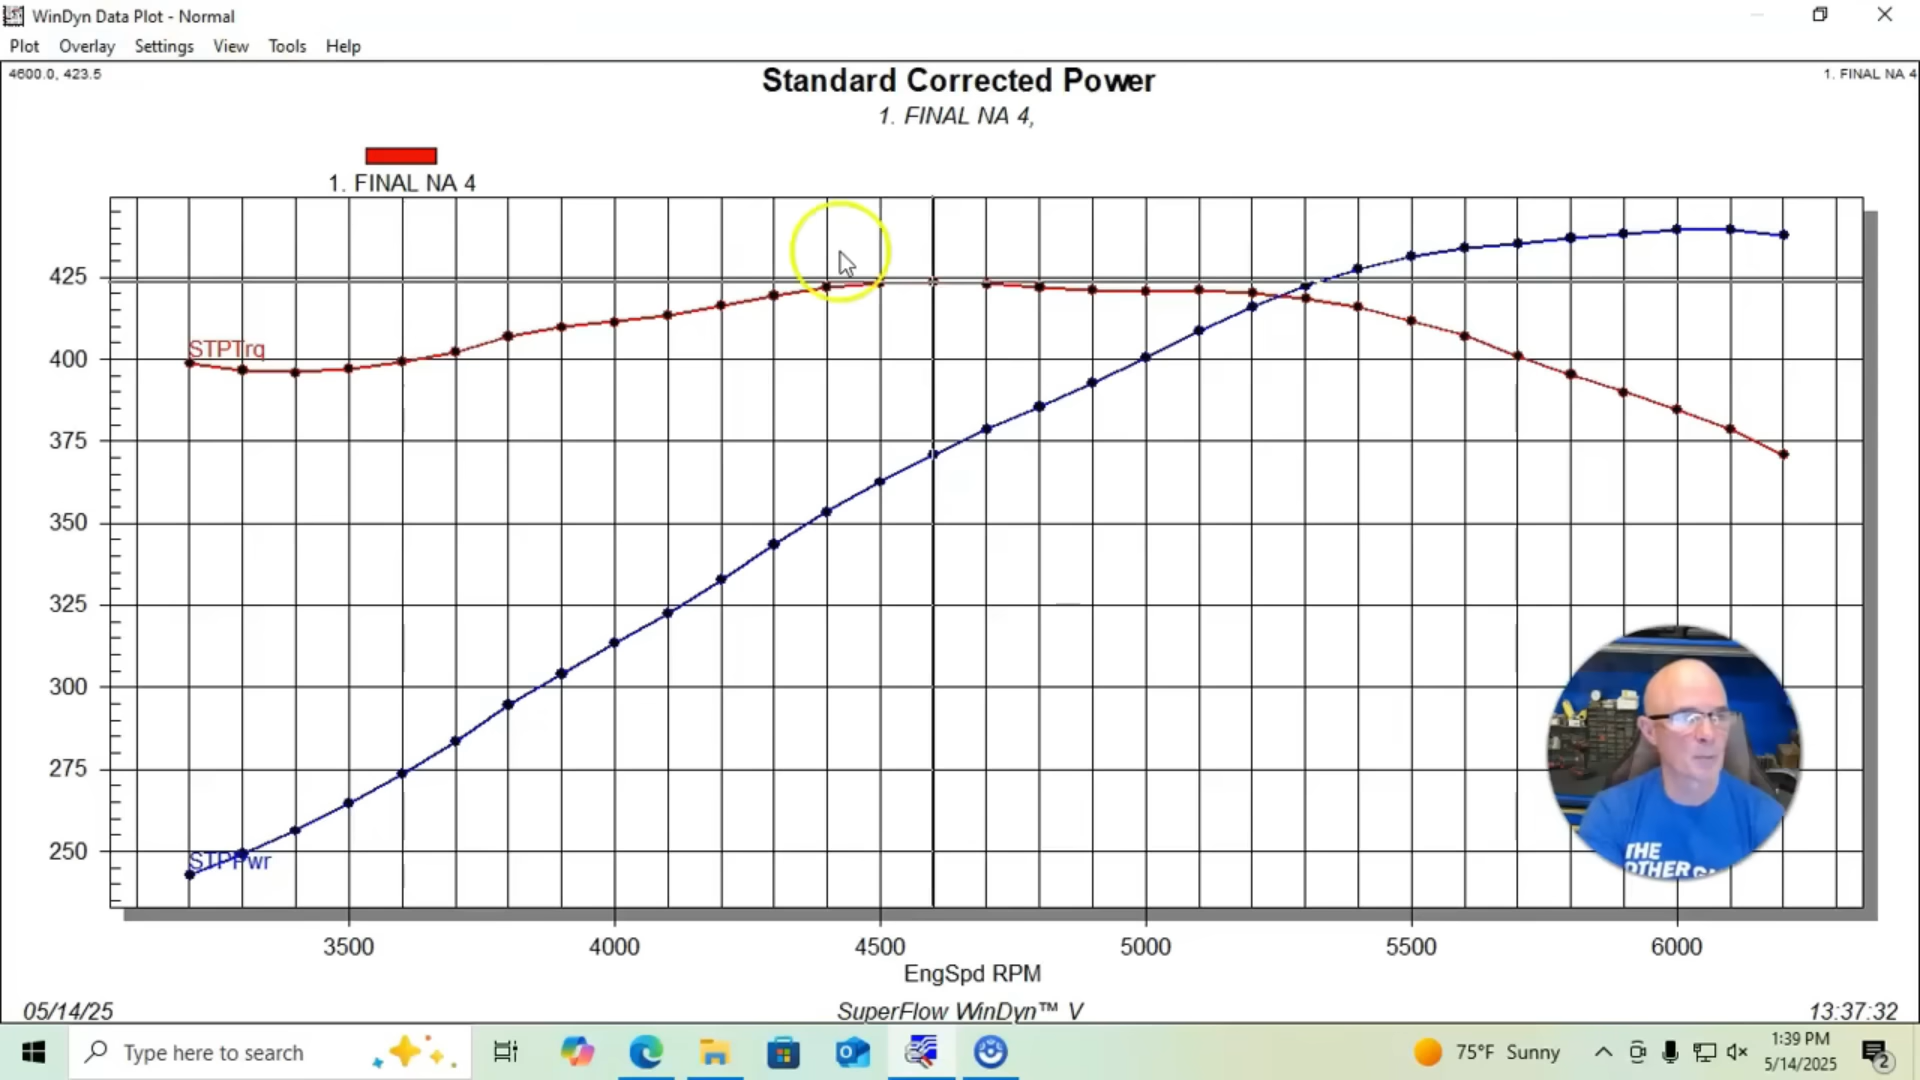 WinDyn Data Plot - Normal
Plot Overlay Settings View Tools Help
4600.0, 423.5
1. FINAL NA 4
Standard Corrected Power
1. FINAL NA 4,
1. FINAL NA 4
425
STPTrq
400
375
350
325
300
275
250
STPPwr
3500 4000 4500 5000 5500 6000
EngSpd RPM
THE
OTHER
05/14/25 SuperFlow WinDyn™ V 13:37:32
Type here to search
75°F Sunny
1:39 PM
5/14/2025
2